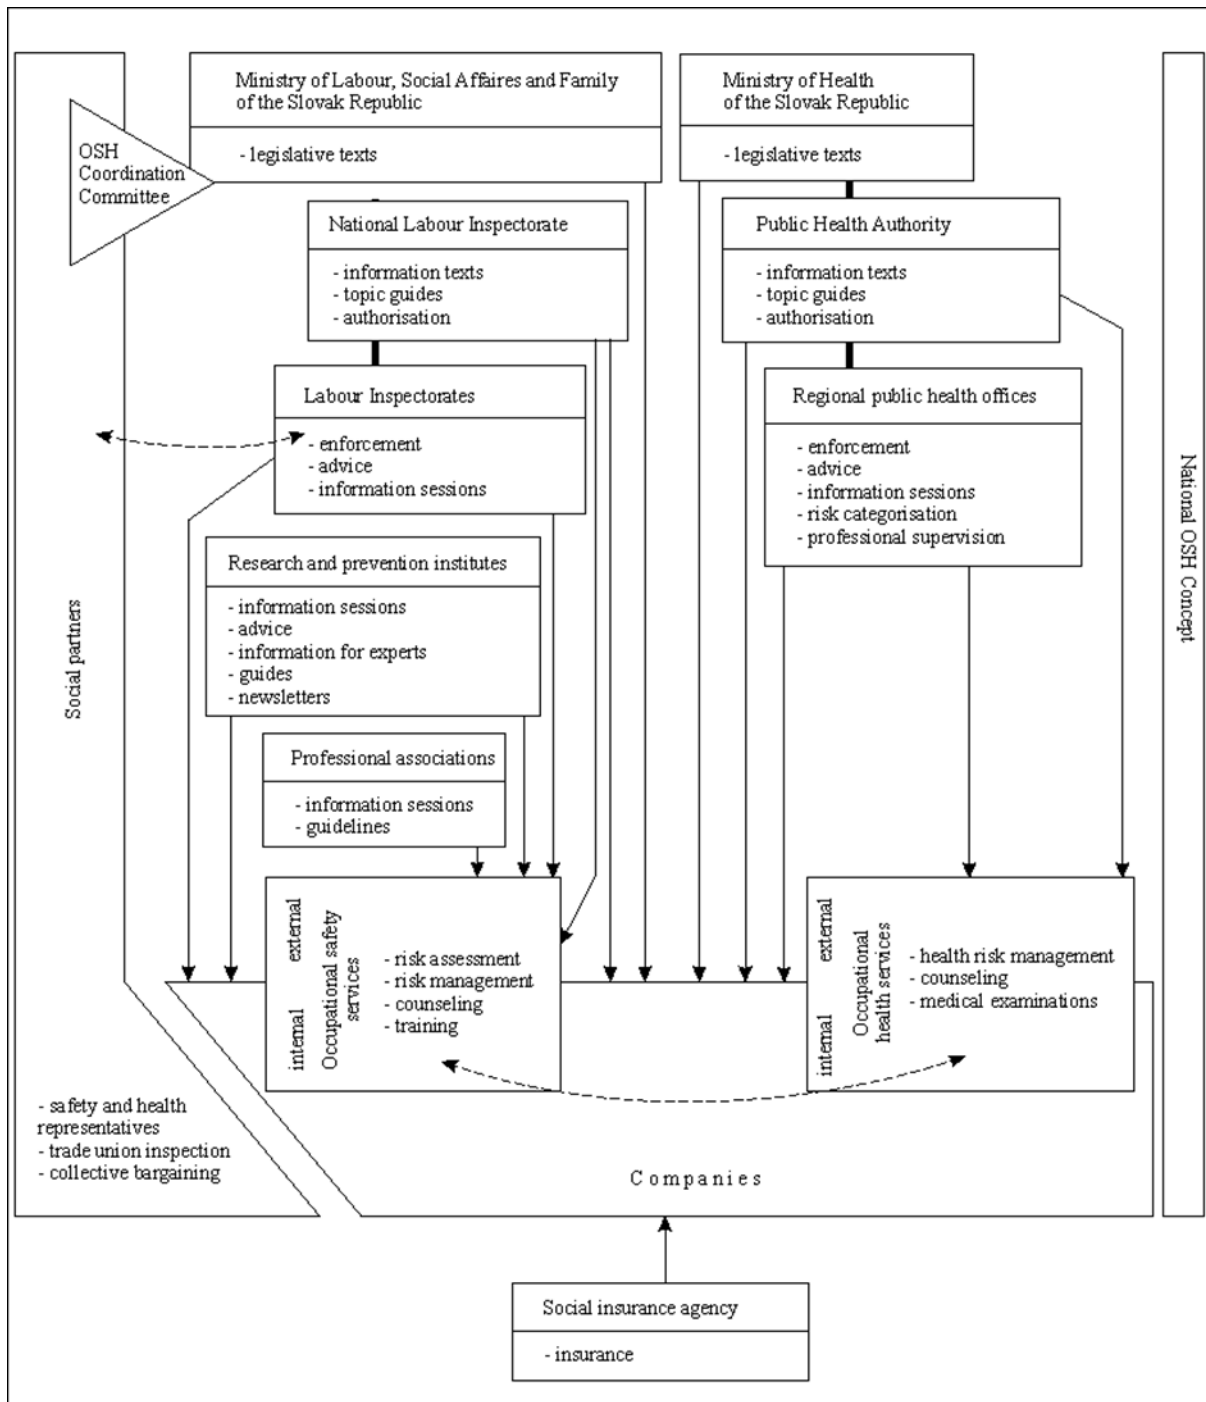 Ministry of Labour, Social Affaires and Family
of the Slovak Republic
- legislative texts
Ministry of Health
of the Slovak Republic
- legislative texts
OSH
Coordination
Committee
National Labour Inspectorate
- information texts
- topic guides
- authorisation
Public Health Authority
- information texts
- topic guides
- authorisation
Labour Inspectorates
- enforcement
- advice
- information sessions
Regional public health offices
- enforcement
- advice
- information sessions
- risk categorisation
- professional supervision
Research and prevention institutes
- information sessions
- advice
- information for experts
- guides
- newsletters
Social partners
National OSH Concept
Professional associations
- information sessions
- guidelines
internal external
Occupational safety
services
- risk assessment
- risk management
- counseling
- training
internal external
Occupational
health services
- health risk management
- counseling
- medical examinations
- safety and health
representatives
- trade union inspection
- collective bargaining
Companies
Social insurance agency
- insurance